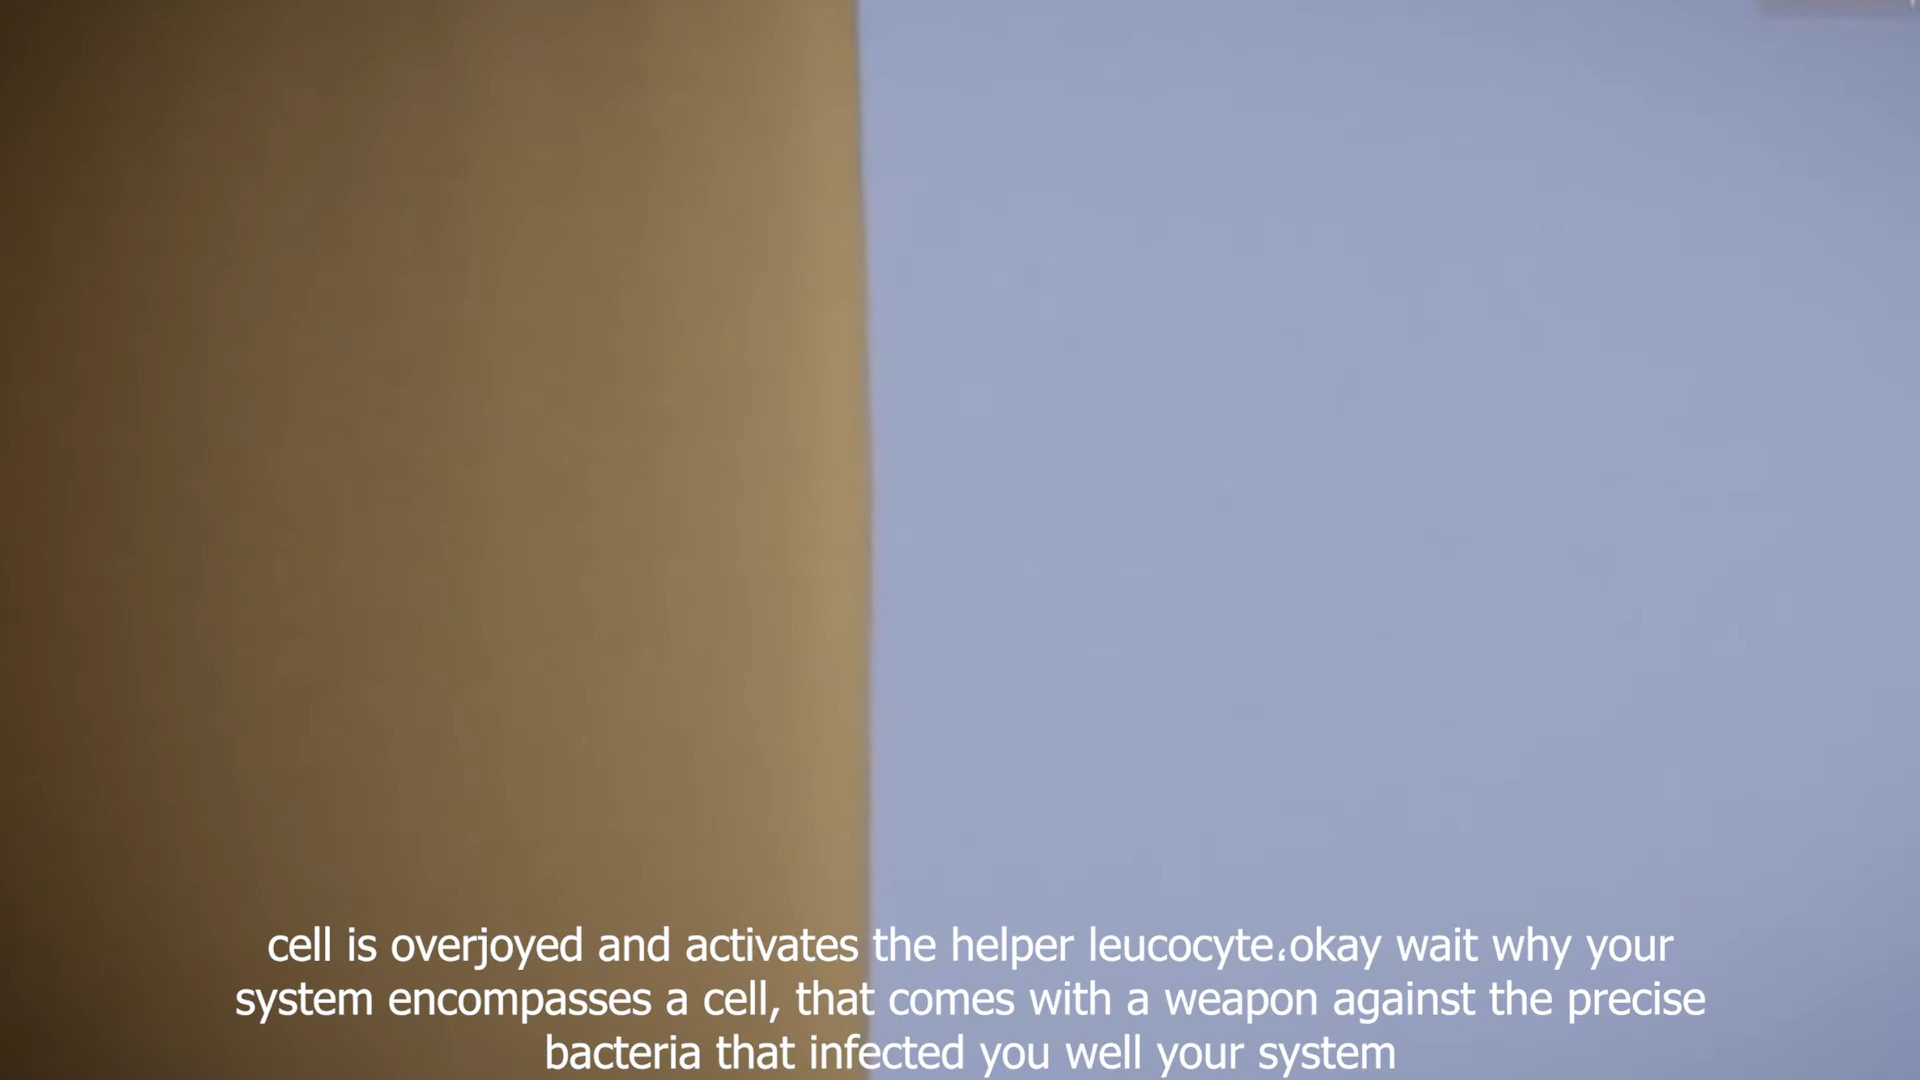 cell is overjoyed and activates the helper leucocyte،okay wait why your
system encompasses a cell, that comes with a weapon against the precise
bacteria that infected you well your system